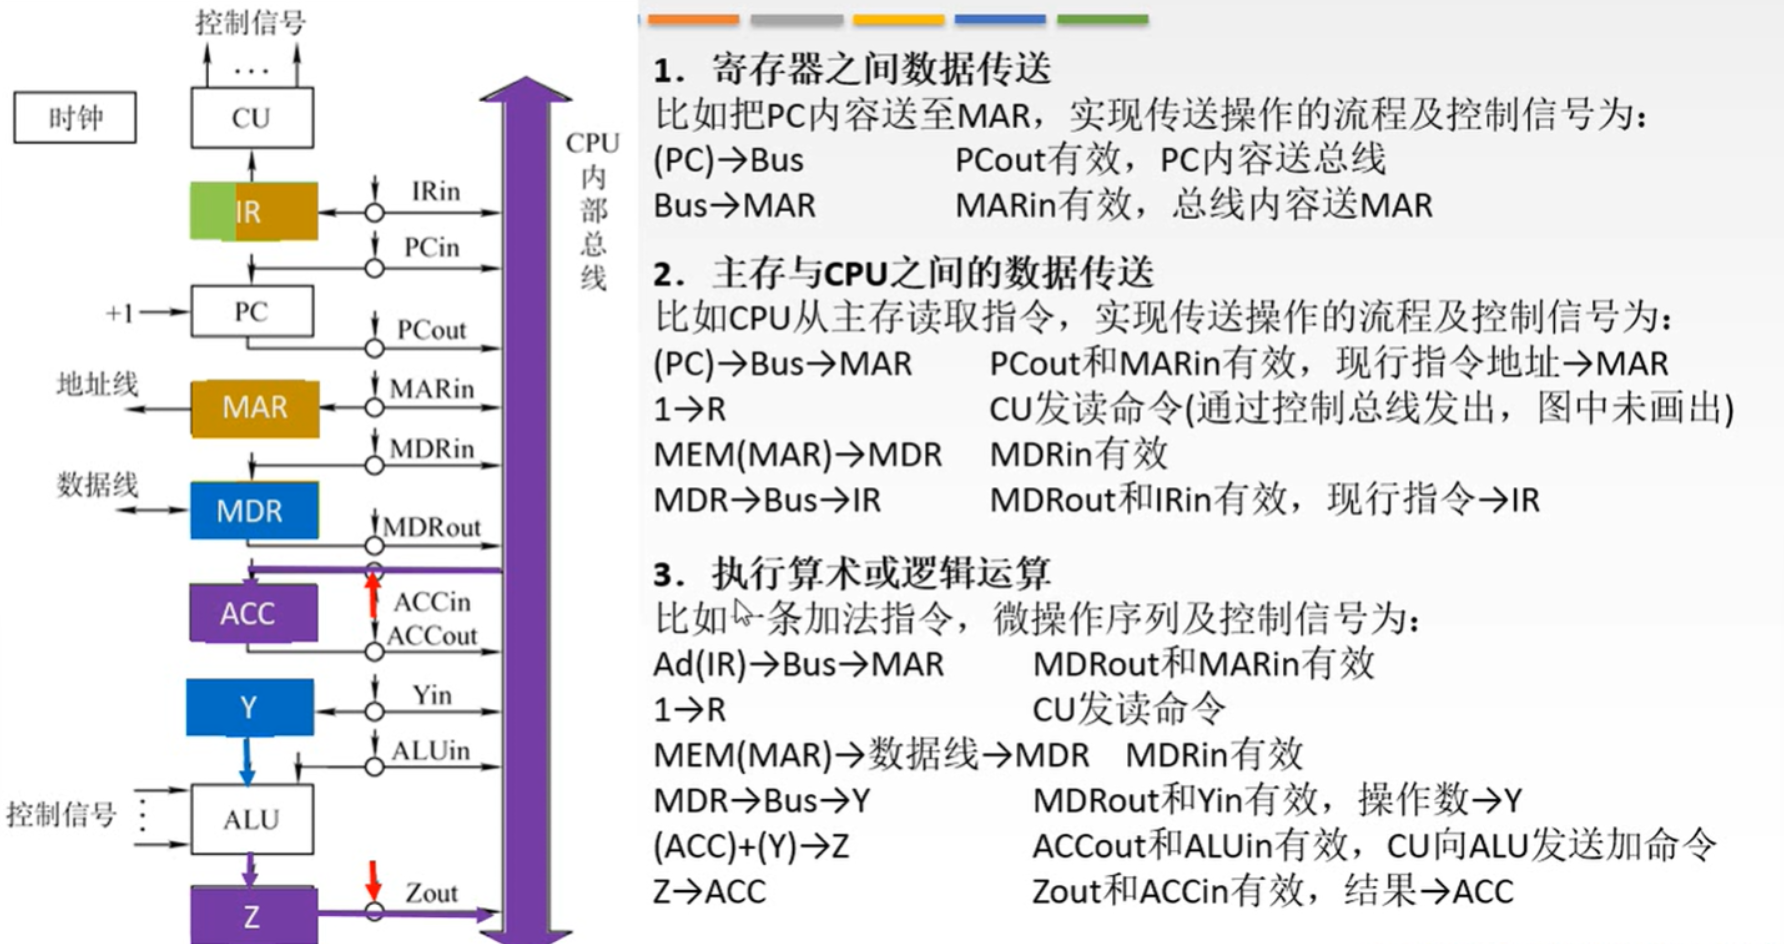 控制信号
...
时钟
CU
CPU内部总线
IR
IRin
PCin
+1
PC
PCout
地址线
MAR
MARin
MDRin
数据线
MDR
MDRout
ACC
ACCin
ACCout
Y
Yin
ALUin
控制信号
ALU
Zout
Z
1. 寄存器之间数据传送
比如把PC内容送至MAR，实现传送操作的流程及控制信号为：
(PC)→Bus PCout有效，PC内容送总线
Bus→MAR MARin有效，总线内容送MAR
2. 主存与CPU之间的数据传送
比如CPU从主存读取指令，实现传送操作的流程及控制信号为：
(PC)→Bus→MAR PCout和MARin有效，现行指令地址→MAR
1→R CU发读命令(通过控制总线发出，图中未画出)
MEM(MAR)→MDR MDRin有效
MDR→Bus→IR MDRout和IRin有效，现行指令→IR
3. 执行算术或逻辑运算
比如一条加法指令，微操作序列及控制信号为：
Ad(IR)→Bus→MAR MDRout和MARin有效
1→R CU发读命令
MEM(MAR)→数据线→MDR MDRin有效
MDR→Bus→Y MDRout和Yin有效，操作数→Y
(ACC)+(Y)→Z ACCout和ALUin有效，CU向ALU发送加命令
Z→ACC Zout和ACCin有效，结果→ACC